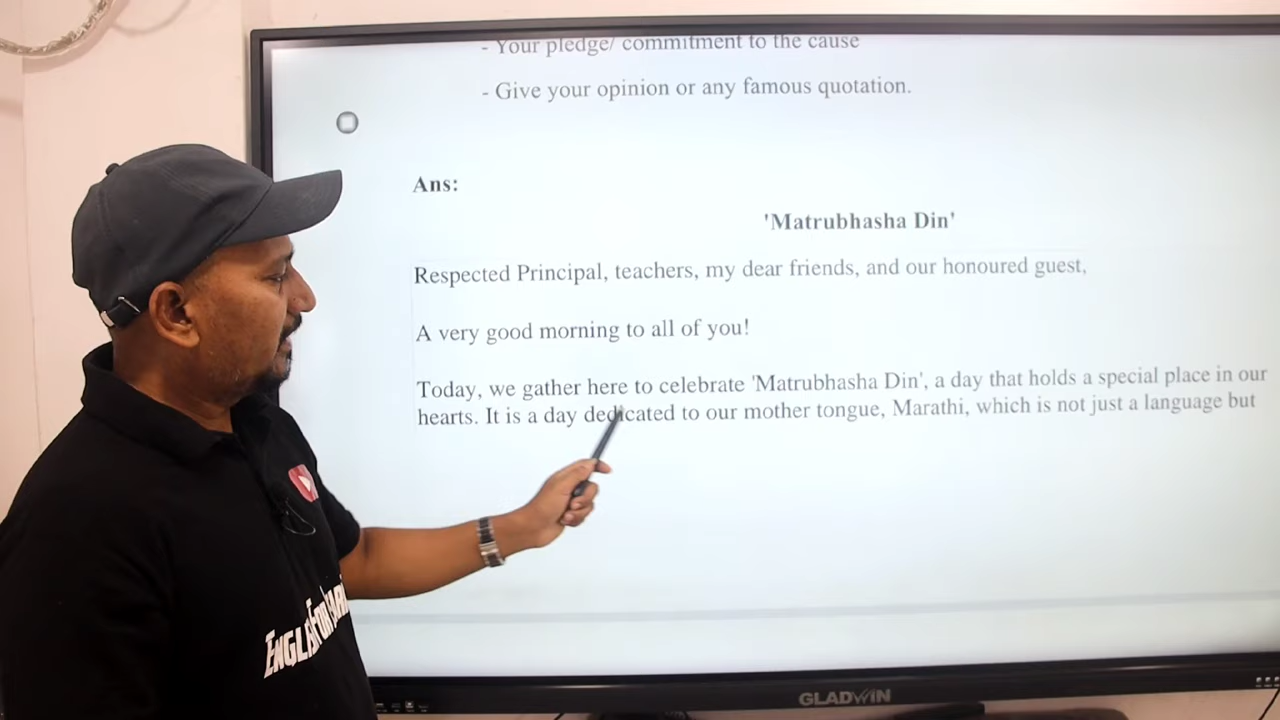 - Your pledge/ commitment to the cause
- Give your opinion or any famous quotation.
Ans:
'Matrubhasha Din'
Respected Principal, teachers, my dear friends, and our honoured guest,
A very good morning to all of you!
Today, we gather here to celebrate 'Matrubhasha Din', a day that holds a special place in our
hearts. It is a day dedicated to our mother tongue, Marathi, which is not just a language but
GLADWIN